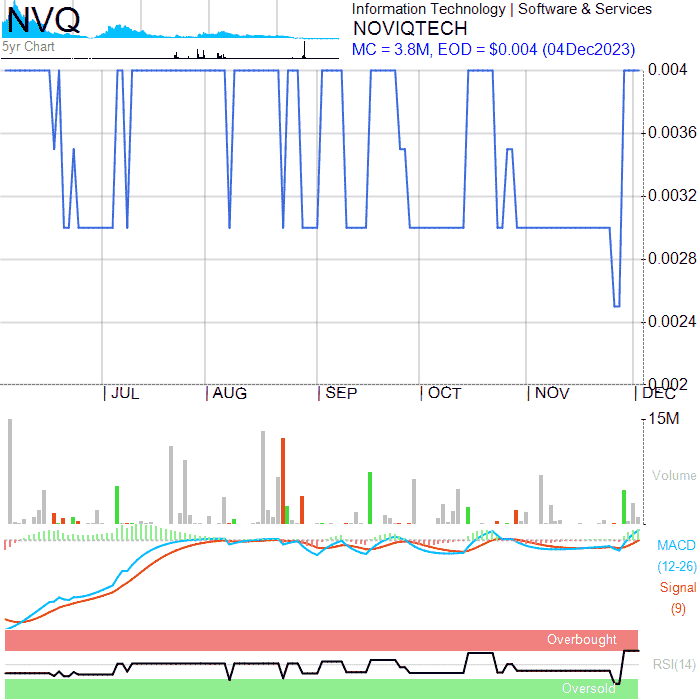 NVQ
5yr Chart
Information Technology | Software & Services
NOVIQTECH
MC = 3.8M, EOD = $0.004 (04Dec2023)
0.004
0.0036
0.0032
0.0028
0.0024
0.002
JUL
AUG
SEP
OCT
NOV
DEC
15M
Volume
MACD
(12-26)
Signal
(9)
Overbought
RSI(14)
Oversold